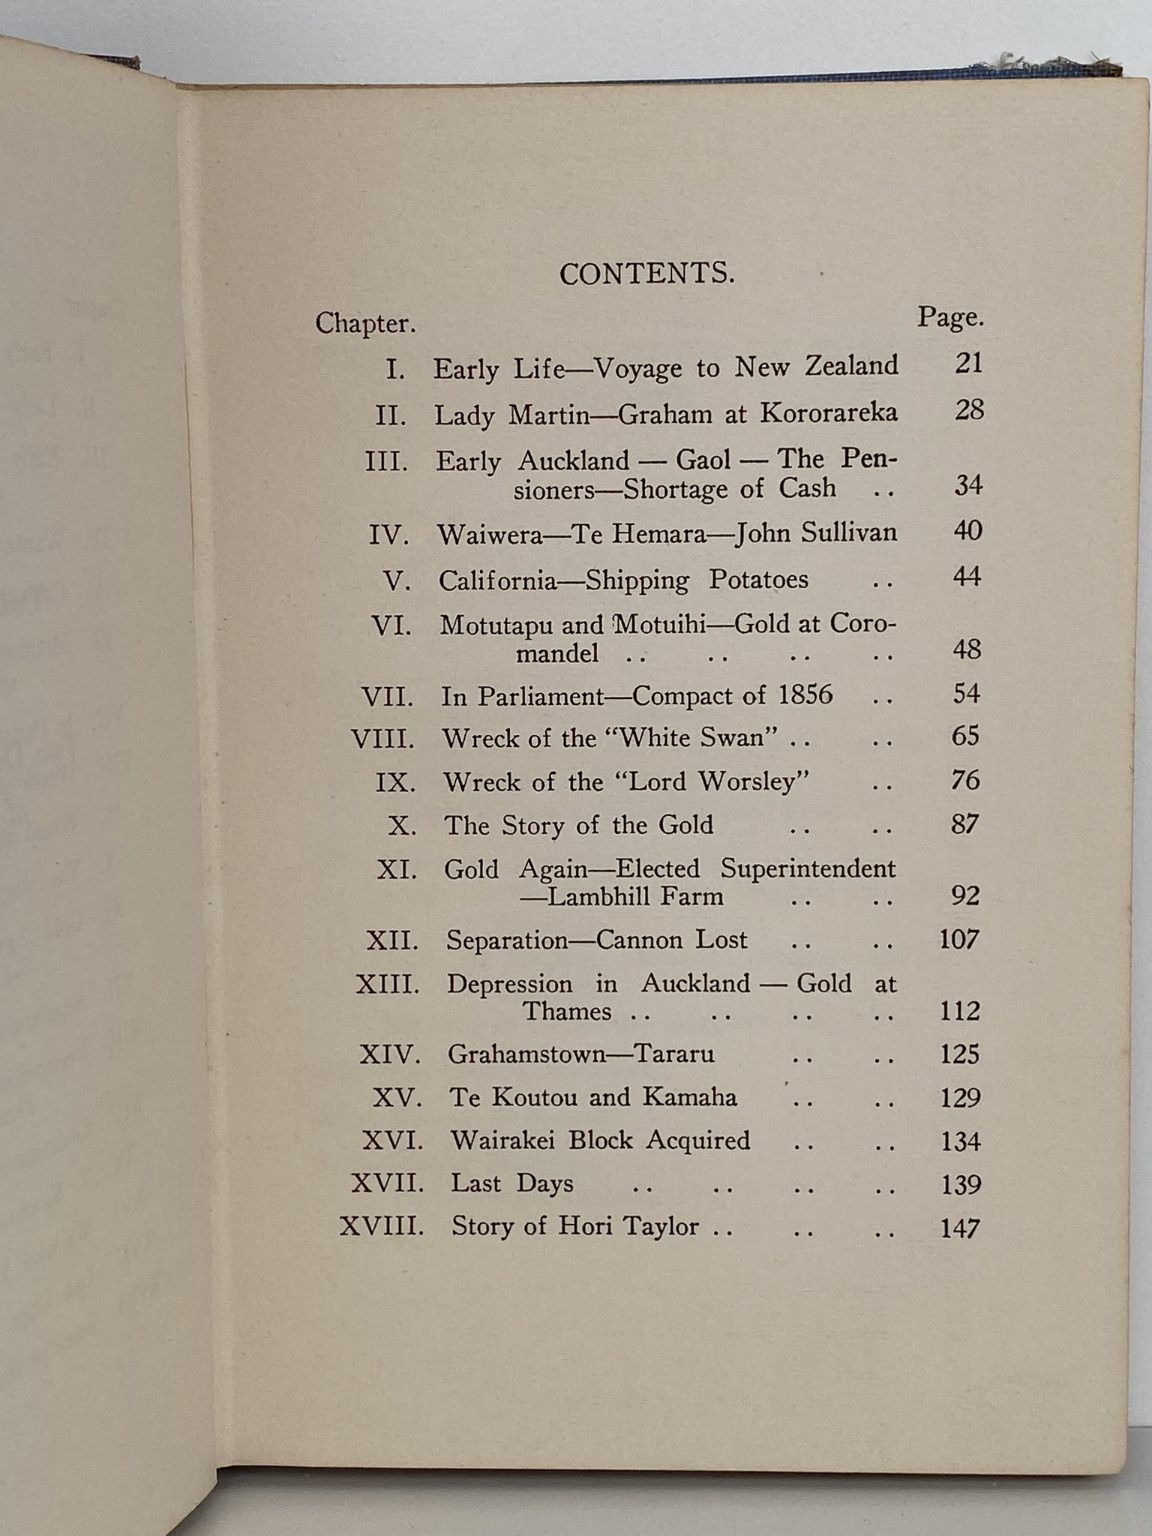 CONTENTS.
Chapter. Page.
I. Early Life—Voyage to New Zealand 21
II. Lady Martin—Graham at Kororareka 28
III. Early Auckland — Gaol — The Pen-
sioners—Shortage of Cash .. 34
IV. Waiwera—Te Hemara—John Sullivan 40
V. California—Shipping Potatoes .. 44
VI. Motutapu and Motuihi—Gold at Coro-
mandel .. .. .. .. 48
VII. In Parliament—Compact of 1856 .. 54
VIII. Wreck of the "White Swan" .. .. 65
IX. Wreck of the "Lord Worsley" .. 76
X. The Story of the Gold .. .. 87
XI. Gold Again—Elected Superintendent
—Lambhill Farm .. .. 92
XII. Separation—Cannon Lost .. .. 107
XIII. Depression in Auckland — Gold at
Thames .. .. .. .. 112
XIV. Grahamstown—Tararu .. .. 125
XV. Te Koutou and Kamaha .. .. 129
XVI. Wairakei Block Acquired .. .. 134
XVII. Last Days .. .. .. .. 139
XVIII. Story of Hori Taylor .. .. .. 147